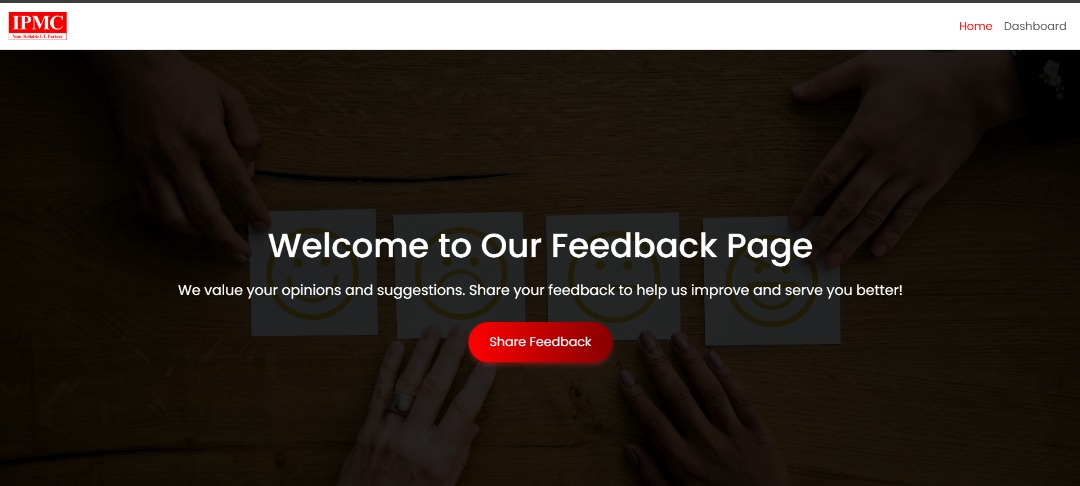 IPMC
Your Reliable I.T. Partner
Home Dashboard
Welcome to Our Feedback Page
We value your opinions and suggestions. Share your feedback to help us improve and serve you better!
Share Feedback